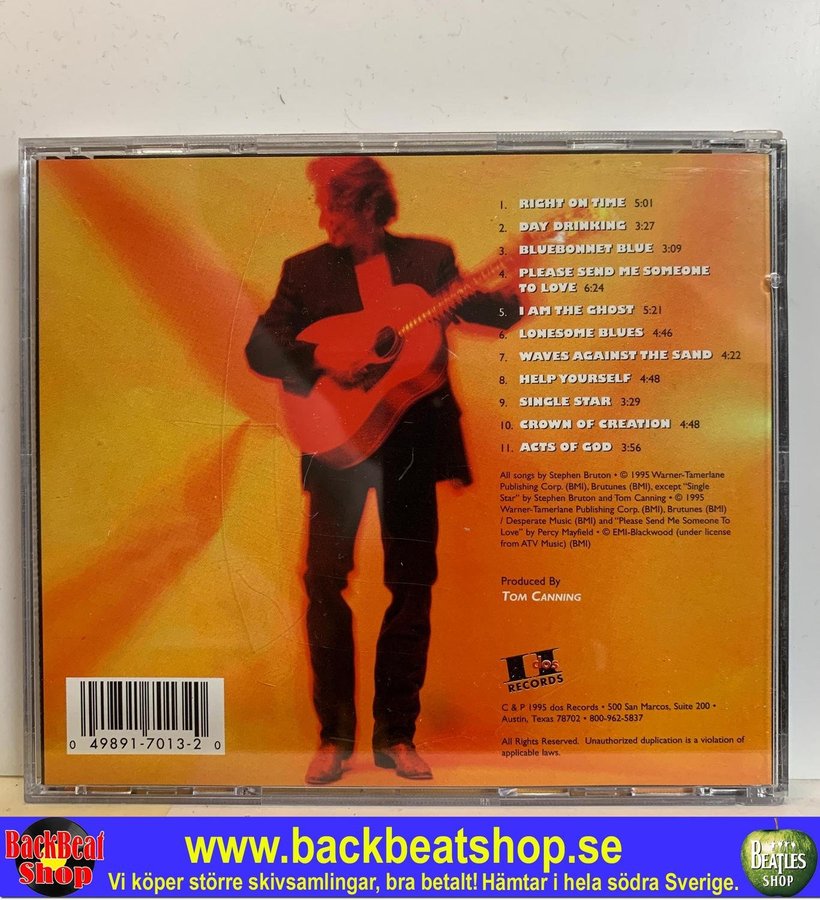 1. RIGHT ON TIME 5:01
2. DAY DRINKING 3:27
3. BLUEBONNET BLUE 3:09
4. PLEASE SEND ME SOMEONE
TO LOVE 6:24
5. I AM THE GHOST 5:21
6. LONESOME BLUES 4:46
7. WAVES AGAINST THE SAND 4:22
8. HELP YOURSELF 4:48
9. SINGLE STAR 3:29
10. CROWN OF CREATION 4:48
11. ACTS OF GOD 3:56
All songs by Stephen Bruton • © 1995 Warner-Tamerlane
Publishing Corp. (BMI), Brutunes (BMI), except "Single
Star" by Stephen Bruton and Tom Canning • © 1995
Warner-Tamerlane Publishing Corp. (BMI), Brutunes (BMI)
/ Desperate Music (BMI) and "Please Send Me Someone To
Love" by Percy Mayfield • © EMI-Blackwood (under license
from ATV Music) (BMI)
Produced By
TOM CANNING
dos
RECORDS
C & P 1995 dos Records • 500 San Marcos, Suite 200 •
Austin, Texas 78702 • 800-962-5837
All Rights Reserved. Unauthorized duplication is a violation of
applicable laws.
0 49891-7013-2 0
BackBeat
Shop
www.backbeatshop.se
Vi köper större skivsamlingar, bra betalt! Hämtar i hela södra Sverige.
BEATLES
SHOP